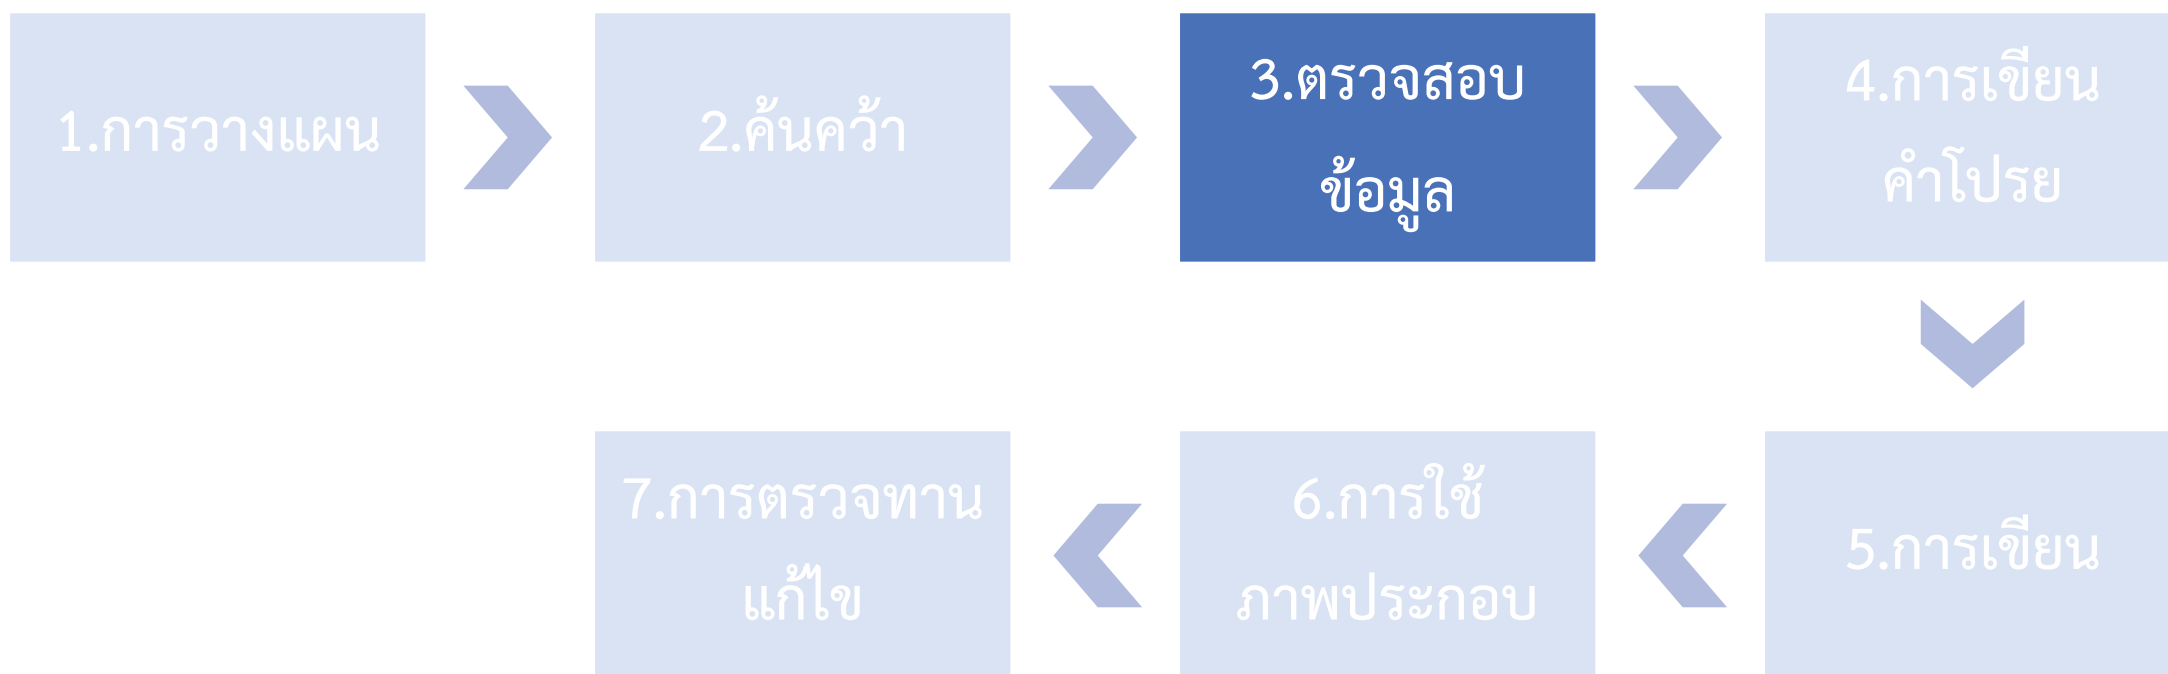 1.การวางแผน
2.ค้นคว้า
3.ตรวจสอบ
ข้อมูล
4.การเขียน
คำโปรย
5.การเขียน
6.การใช้
ภาพประกอบ
7.การตรวจทาน
แก้ไข